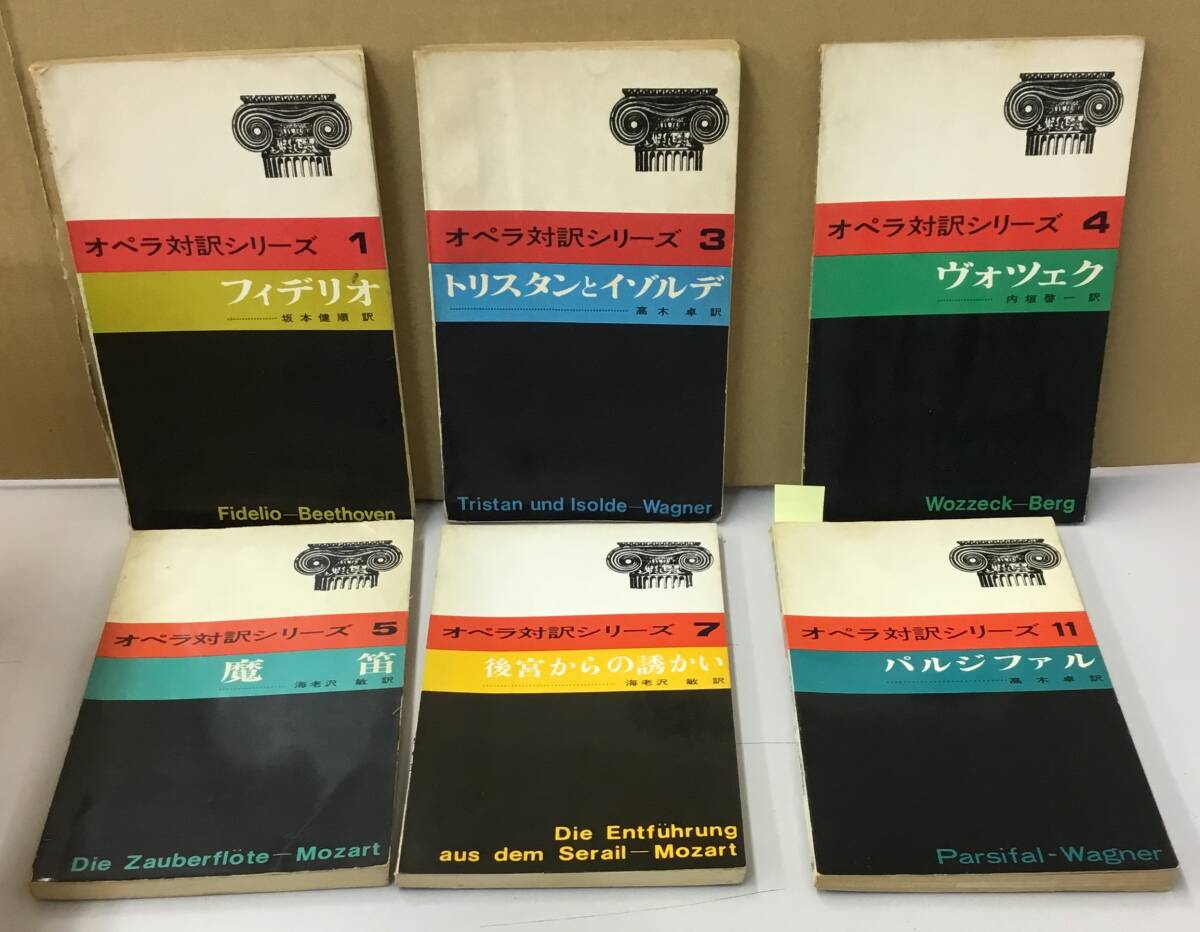 オペラ対訳シリーズ 1
フィデリオ
坂本健順 訳
Fidelio—Beethoven
オペラ対訳シリーズ 3
トリスタンとイゾルデ
高木 卓 訳
Tristan und Isolde—Wagner
オペラ対訳シリーズ 4
ヴォツェク
内垣啓一 訳
Wozzeck—Berg
オペラ対訳シリーズ 5
魔 笛
海老沢 敏 訳
Die Zauberflöte—Mozart
オペラ対訳シリーズ 7
後宮からの誘かい
海老沢 敏 訳
Die Entführung
aus dem Serail—Mozart
オペラ対訳シリーズ 11
パルジファル
高木 卓 訳
Parsifal-Wagner